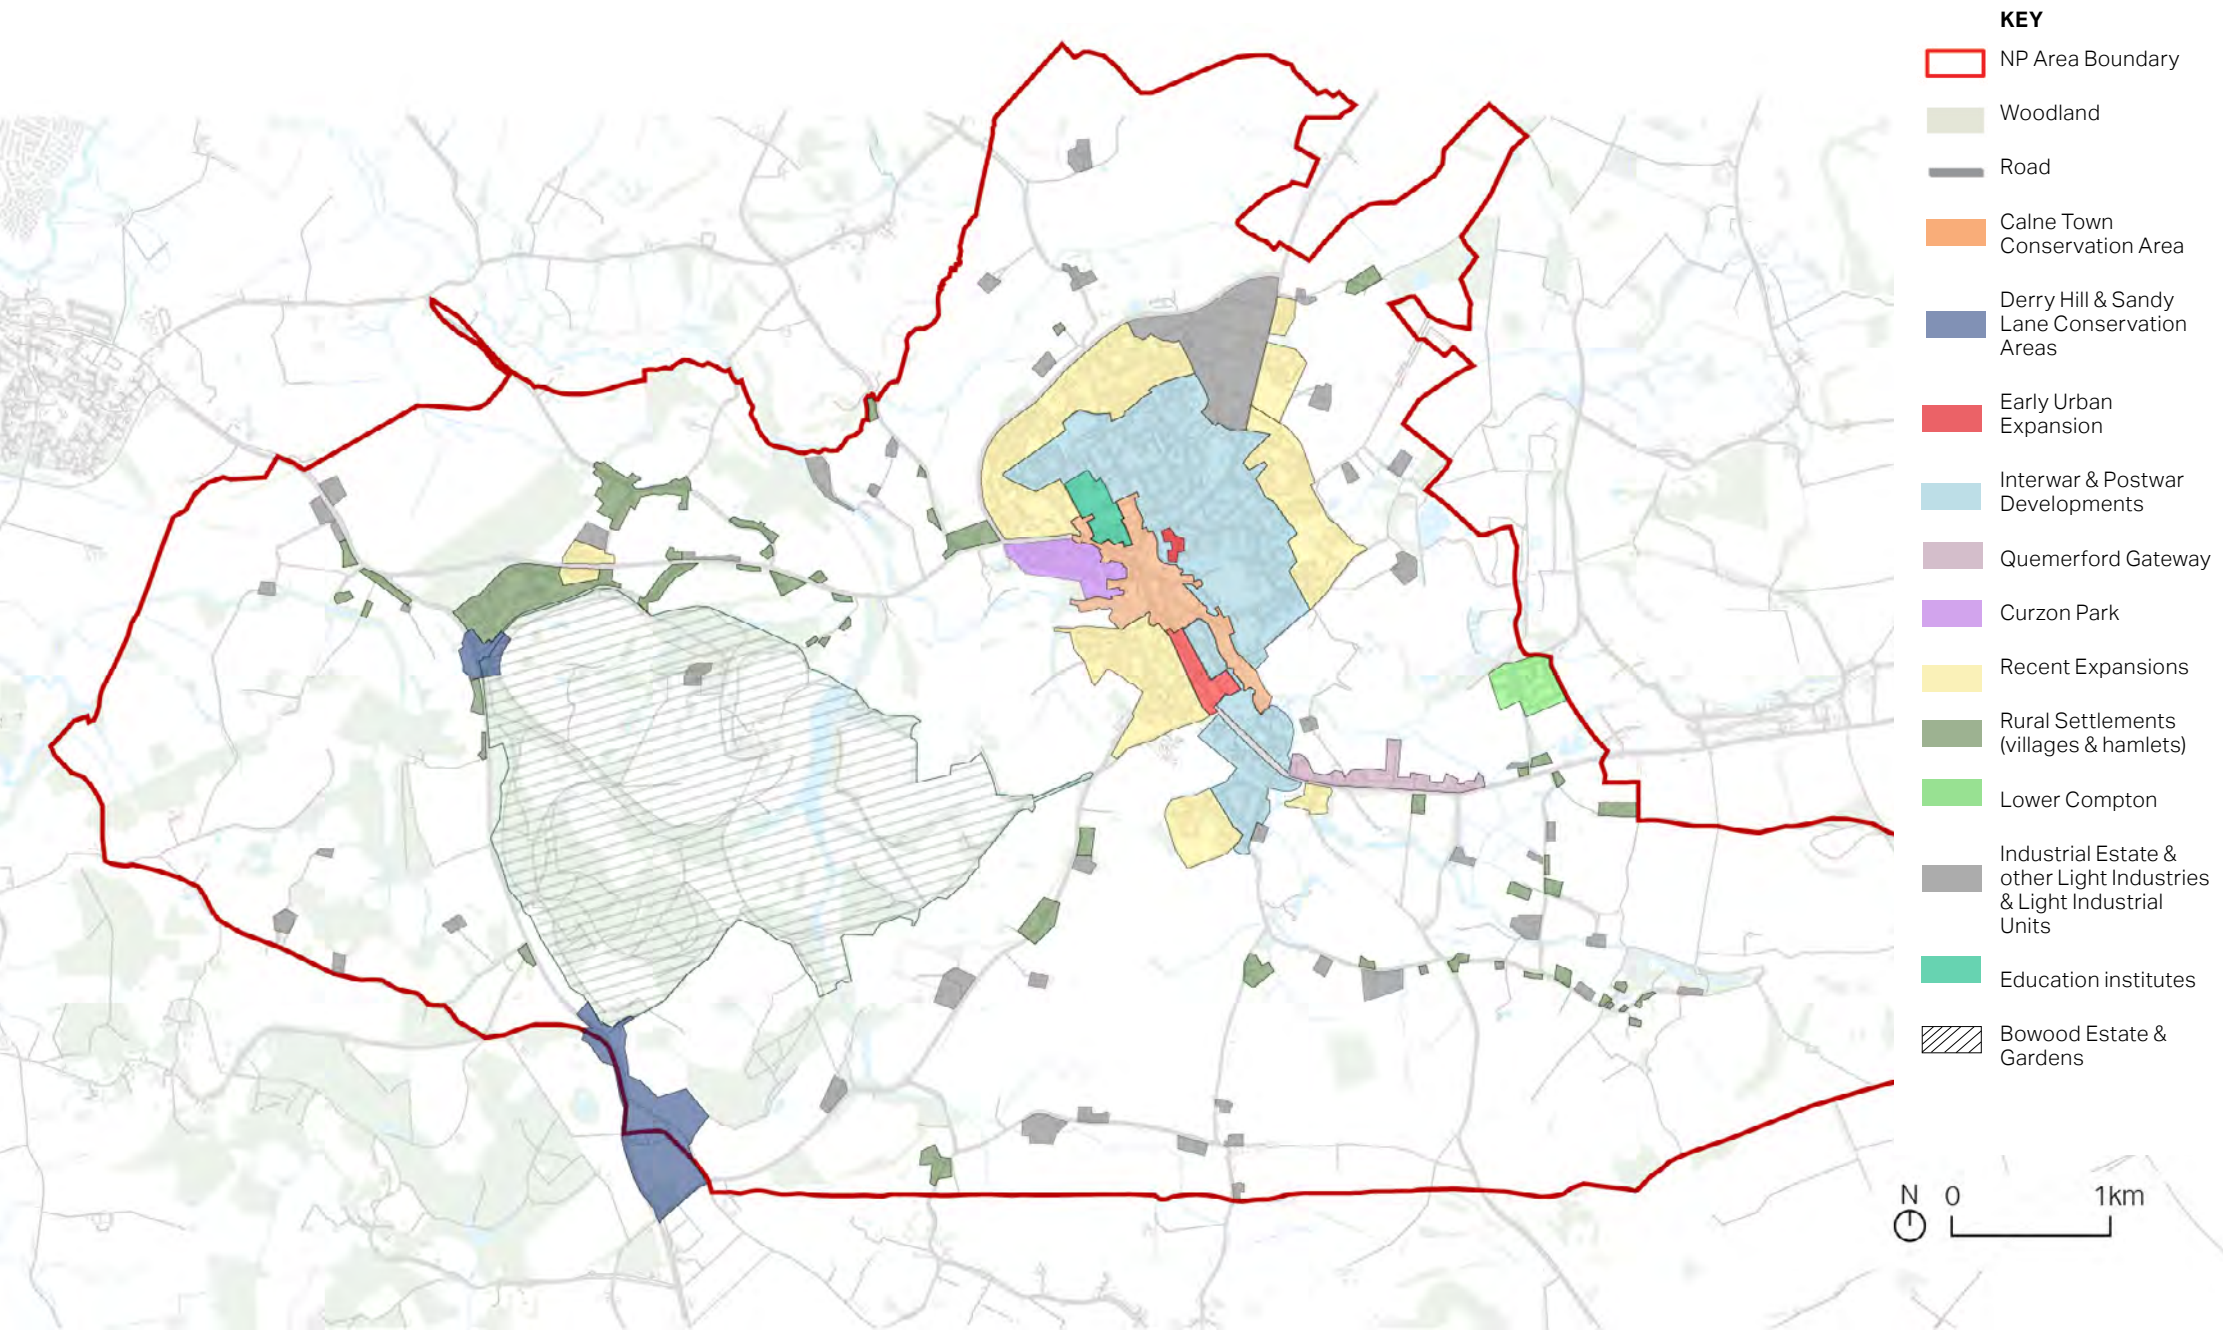 KEY
NP Area Boundary
Woodland
Road
Calne Town
Conservation Area
Derry Hill & Sandy
Lane Conservation
Areas
Early Urban
Expansion
Interwar & Postwar
Developments
Quemerford Gateway
Curzon Park
Recent Expansions
Rural Settlements
(villages & hamlets)
Lower Compton
Industrial Estate &
other Light Industries
& Light Industrial
Units
Education institutes
Bowood Estate &
Gardens
N 0 1km